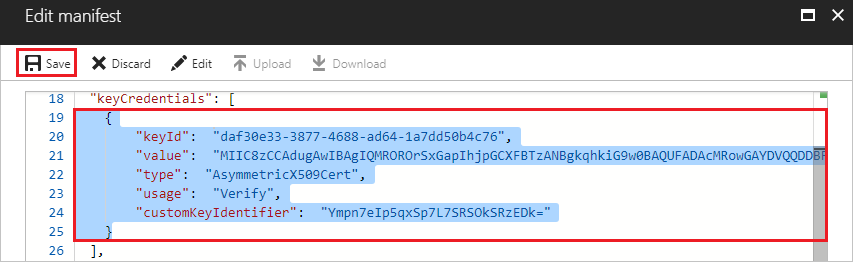 Edit manifest
Save Discard Edit Upload Download
18 "keyCredentials": [
19 {
20 "keyId": "daf30e33-3877-4688-ad64-1a7dd50b4c76",
21 "value": "MIIC8zCCAdugAwIBAgIQMROROrSxGapIhjpGCXFBTzANBgkqhkiG9w0BAQUFADAcMRowGAYDVQQDDBF
22 "type": "AsymmetricX509Cert",
23 "usage": "Verify",
24 "customKeyIdentifier": "Ympn7eIp5qxSp7L7SRSOkSRzEDk="
25 }
26 ],